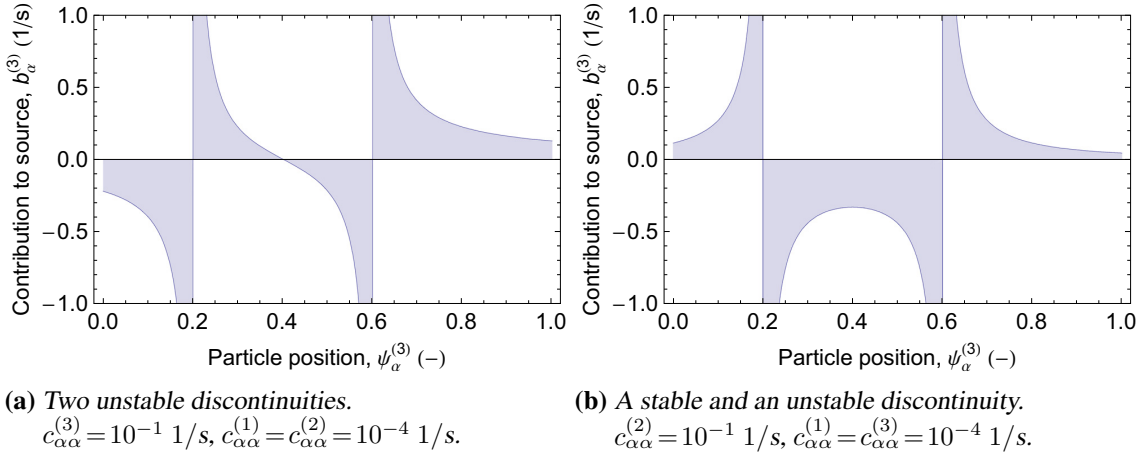 Contribution to source, b_α^(3) (1/s)
1.0
0.5
0.0
−0.5
−1.0
0.0 0.2 0.4 0.6 0.8 1.0
Particle position, ψ_α^(3) (−)
(a) Two unstable discontinuities.
c_αα^(3) = 10^−1 1/s, c_αα^(1) = c_αα^(2) = 10^−4 1/s.
Contribution to source, b_α^(3) (1/s)
1.0
0.5
0.0
−0.5
−1.0
0.0 0.2 0.4 0.6 0.8 1.0
Particle position, ψ_α^(3) (−)
(b) A stable and an unstable discontinuity.
c_αα^(2) = 10^−1 1/s, c_αα^(1) = c_αα^(3) = 10^−4 1/s.